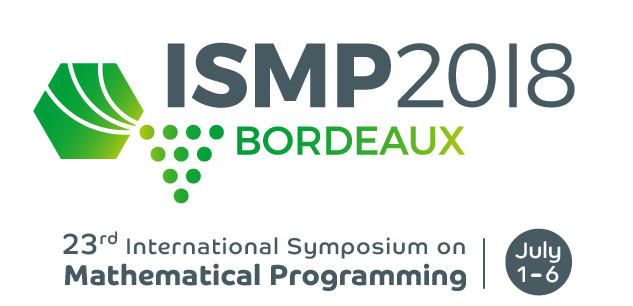 ISMP2018
BORDEAUX
23rd International Symposium on
Mathematical Programming
July
1-6